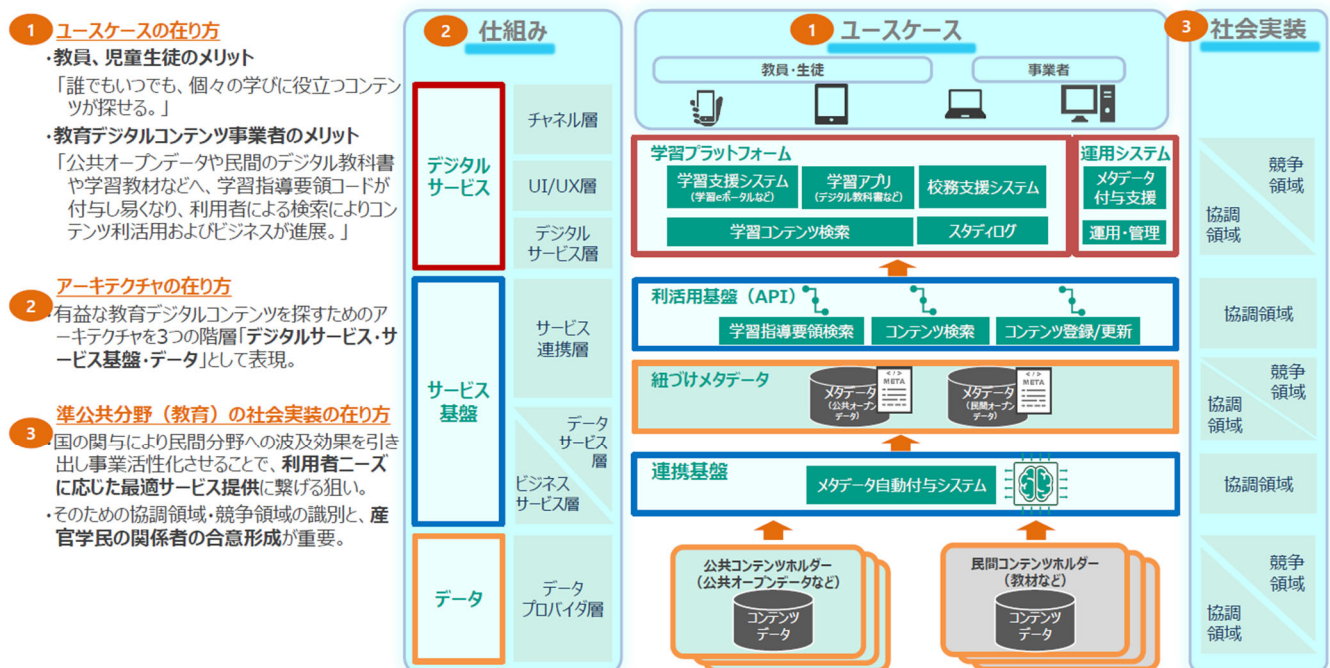 1 ユースケースの在り方
・教員、児童生徒のメリット
「誰でもいつでも、個々の学びに役立つコンテン
ツが探せる。」
・教育デジタルコンテンツ事業者のメリット
「公共オープンデータや民間のデジタル教科書
や学習教材などへ、学習指導要領コードが
付与し易くなり、利用者による検索によりコン
テンツ利活用およびビジネスが進展。」
2 アーキテクチャの在り方
・有益な教育デジタルコンテンツを探すためのア
ーキテクチャを3つの階層「デジタルサービス・サ
ービス基盤・データ」として表現。
3 準公共分野（教育）の社会実装の在り方
・国の関与により民間分野への波及効果を引き
出し事業活性化させることで、利用者ニーズ
に応じた最適サービス提供に繋げる狙い。
・そのための協調領域・競争領域の識別と、産
官学民の関係者の合意形成が重要。
2 仕組み
デジタル
サービス
チャネル層
UI/UX層
デジタル
サービス層
サービス
基盤
サービス
連携層
データ
サービス
層
ビジネス
サービス層
データ
データ
プロバイダ層
1 ユースケース
教員・生徒
事業者
学習プラットフォーム
学習支援システム
(学習eポータルなど)
学習アプリ
(デジタル教科書など)
校務支援システム
学習コンテンツ検索
スタディログ
運用システム
メタデータ
付与支援
運用・管理
利活用基盤（API）
学習指導要領検索
コンテンツ検索
コンテンツ登録/更新
紐づけメタデータ
メタデータ
(公共オープン
データ)
</>
META
メタデータ
(民間オープン
データ)
</>
META
連携基盤
メタデータ自動付与システム
公共コンテンツホルダー
（公共オープンデータなど）
コンテンツ
データ
民間コンテンツホルダー
（教材など）
コンテンツ
データ
3 社会実装
競争
領域
協調
領域
協調領域
競争
領域
協調
領域
協調領域
競争
領域
協調
領域